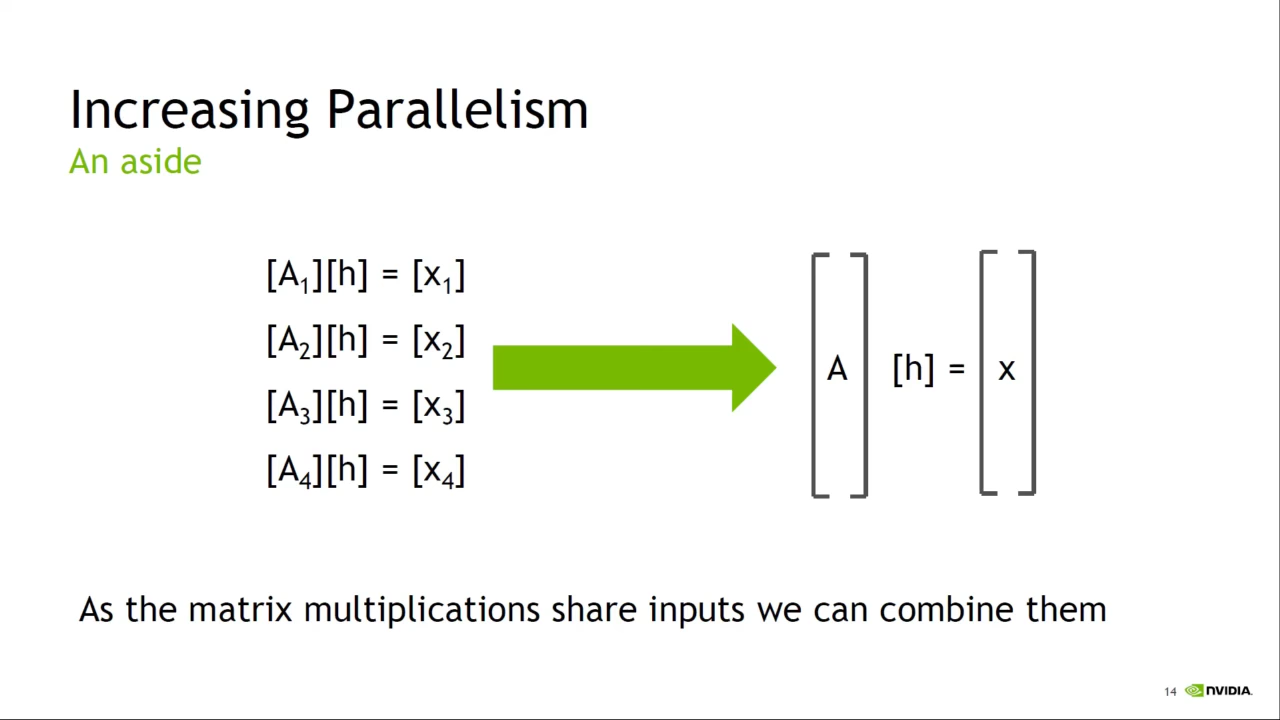 Increasing Parallelism
An aside
[A₁][h] = [x₁]
[A₂][h] = [x₂]
[A₃][h] = [x₃]
[A₄][h] = [x₄]
[A] [h] = [x]
As the matrix multiplications share inputs we can combine them
14 NVIDIA.